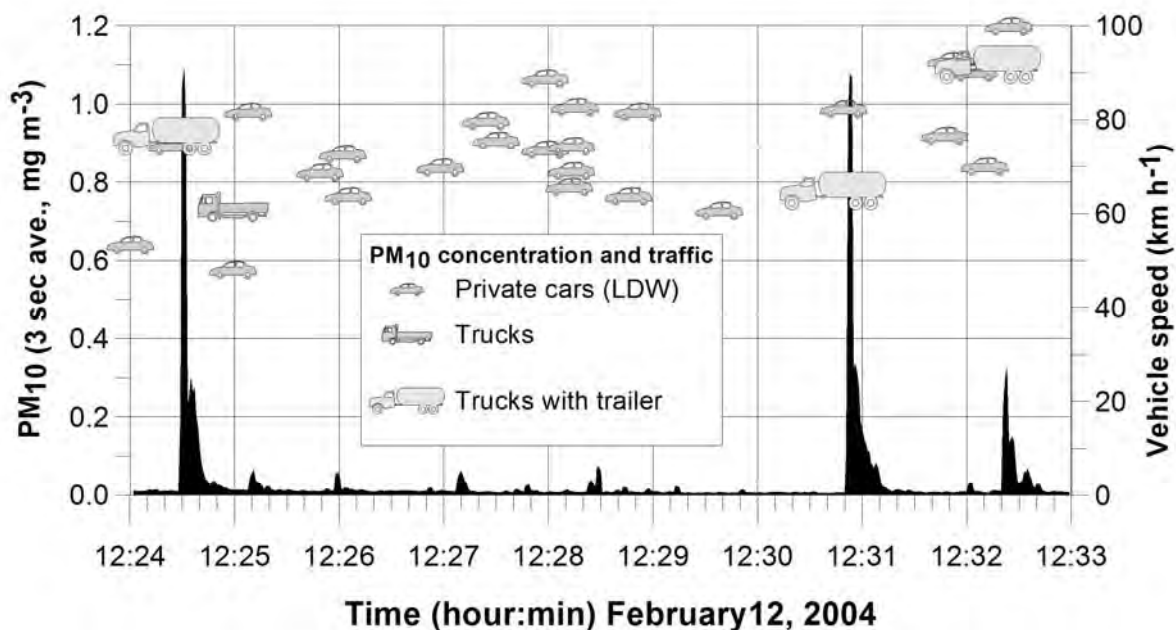 1.2
1.0
0.8
0.6
0.4
0.2
0.0
PM10 (3 sec ave., mg m-3)
100
80
60
40
20
0
Vehicle speed (km h-1)
PM10 concentration and traffic
Private cars (LDW)
Trucks
Trucks with trailer
12:24 12:25 12:26 12:27 12:28 12:29 12:30 12:31 12:32 12:33
Time (hour:min) February12, 2004